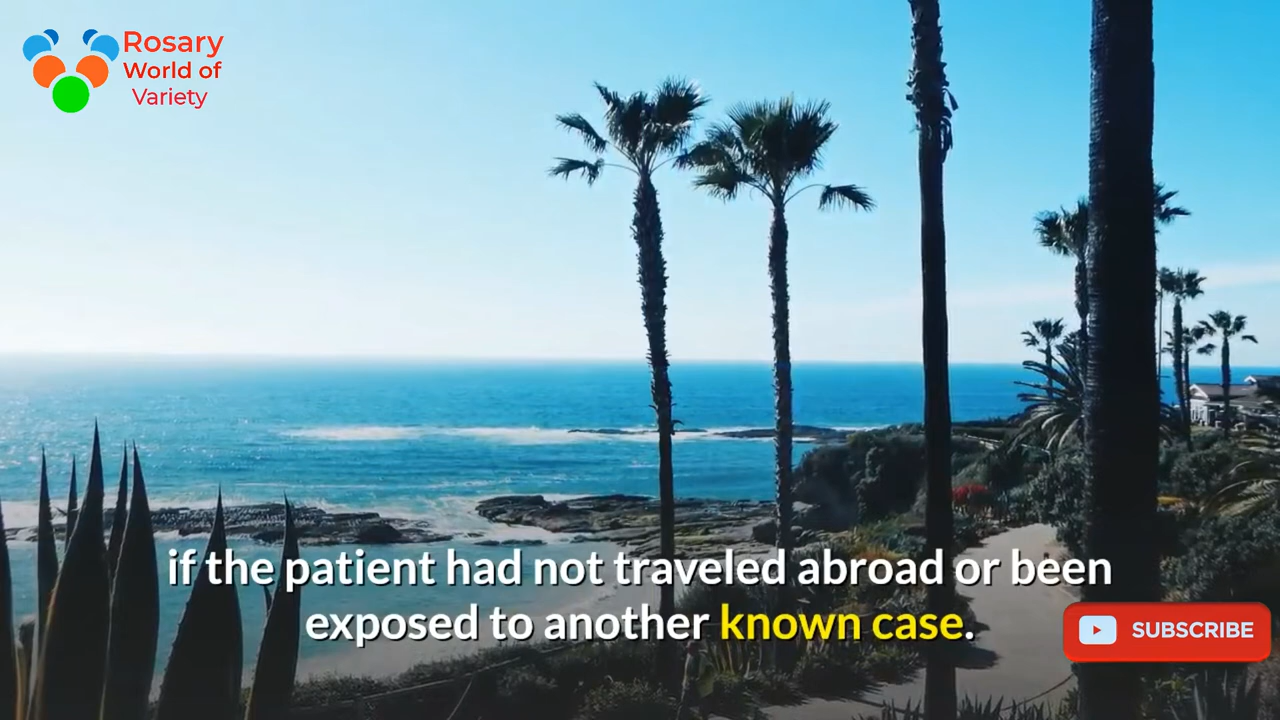 Rosary
World of
Variety
if the patient had not traveled abroad or been
exposed to another known case.
SUBSCRIBE